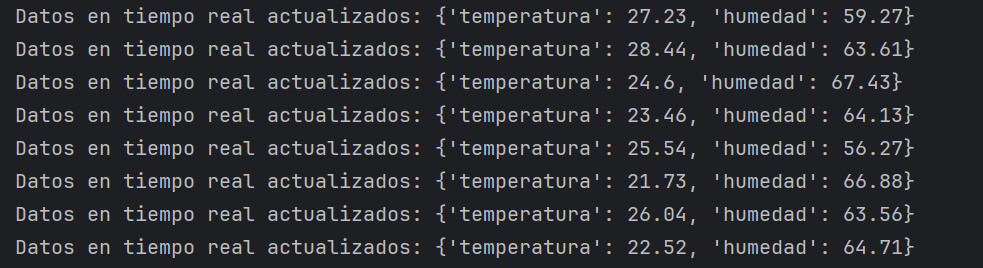 Datos en tiempo real actualizados: {'temperatura': 27.23, 'humedad': 59.27}
Datos en tiempo real actualizados: {'temperatura': 28.44, 'humedad': 63.61}
Datos en tiempo real actualizados: {'temperatura': 24.6, 'humedad': 67.43}
Datos en tiempo real actualizados: {'temperatura': 23.46, 'humedad': 64.13}
Datos en tiempo real actualizados: {'temperatura': 25.54, 'humedad': 56.27}
Datos en tiempo real actualizados: {'temperatura': 21.73, 'humedad': 66.88}
Datos en tiempo real actualizados: {'temperatura': 26.04, 'humedad': 63.56}
Datos en tiempo real actualizados: {'temperatura': 22.52, 'humedad': 64.71}